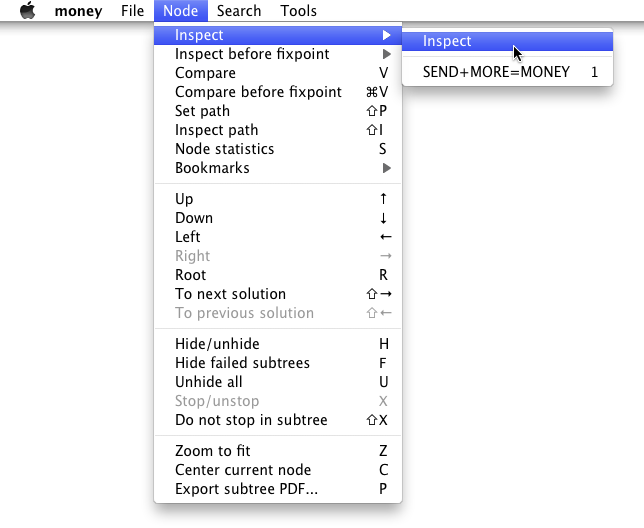 money File Node Search Tools
Inspect
Inspect before fixpoint
Compare V
Compare before fixpoint ⌘V
Set path ⇧P
Inspect path ⇧I
Node statistics S
Bookmarks
Up ↑
Down ↓
Left ←
Right →
Root R
To next solution ⇧→
To previous solution ⇧←
Hide/unhide H
Hide failed subtrees F
Unhide all U
Stop/unstop X
Do not stop in subtree ⇧X
Zoom to fit Z
Center current node C
Export subtree PDF... P
Inspect
SEND+MORE=MONEY 1